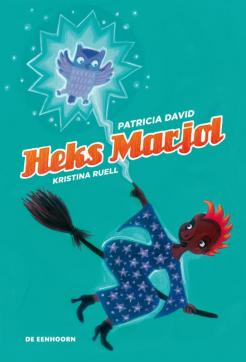 PATRICIA DAVID
Heks Marjol
KRISTINA RUELL
DE EENHOORN